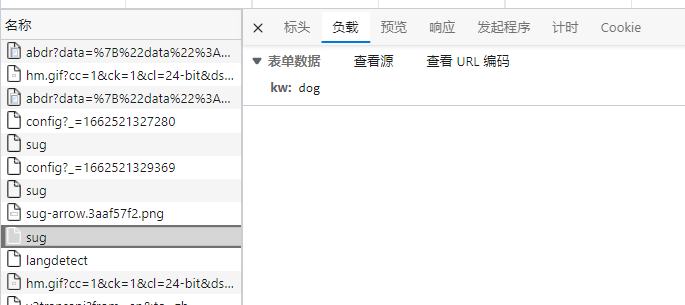 名称
abdr?data=%7B%22data%22%3A...
hm.gif?cc=1&ck=1&cl=24-bit&ds...
abdr?data=%7B%22data%22%3A...
config?_=1662521327280
sug
config?_=1662521329369
sug
sug-arrow.3aaf57f2.png
sug
langdetect
hm.gif?cc=1&ck=1&cl=24-bit&ds...
标头 负载 预览 响应 发起程序 计时 Cookie
表单数据 查看源 查看 URL 编码
kw: dog